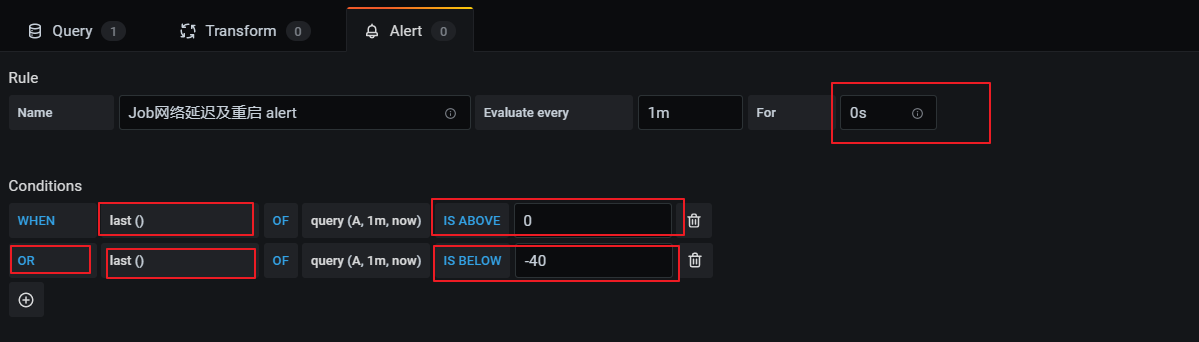 Query 1 Transform 0 Alert 0
Rule
Name Job网络延迟及重启 alert Evaluate every 1m For 0s
Conditions
WHEN last () OF query (A, 1m, now) IS ABOVE 0
OR last () OF query (A, 1m, now) IS BELOW -40